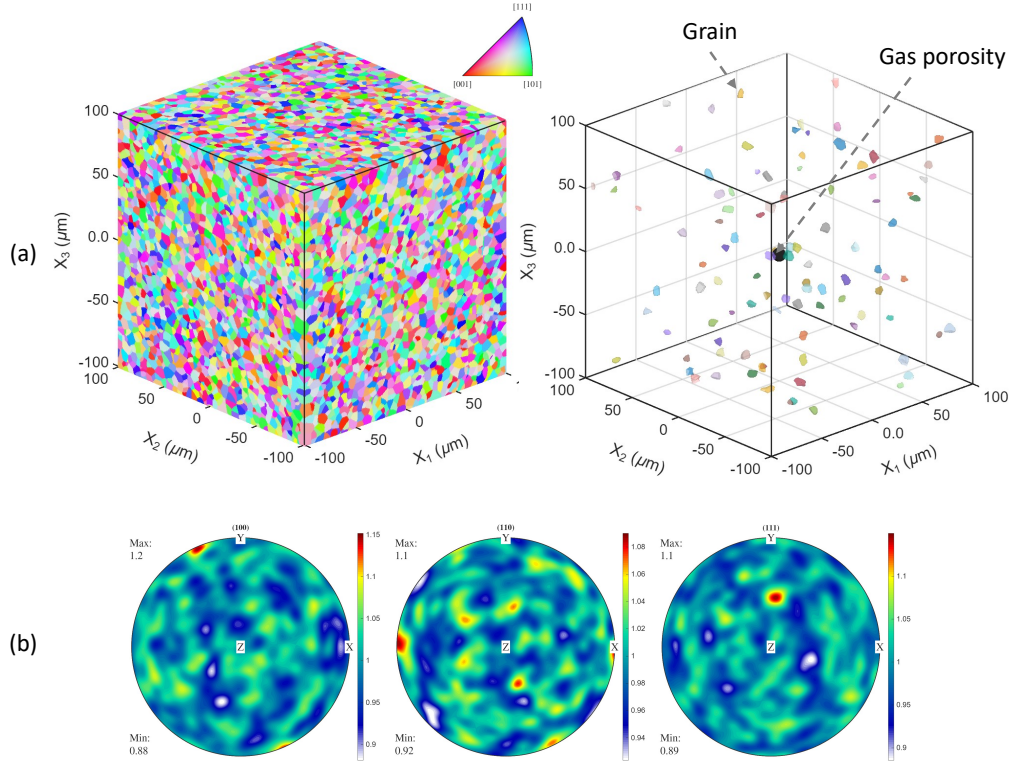 (a)
[111]
[001]
[101]
100
50
0.0
-50
-100
X₃ (μm)
100
50
0
-50
-100
X₂ (μm)
-100
-50
0
50
X₁ (μm)
Grain
Gas porosity
100
50
0.0
-50
-100
X₃ (μm)
100
50
0
-50
-100
X₂ (μm)
-100
-50
0.0
50
100
X₁ (μm)
(b)
(100)
Max:
1.2
Y
X
Z
Min:
0.88
1.15
1.1
1.05
1
0.95
0.9
(110)
Max:
1.1
Y
X
Z
Min:
0.92
1.08
1.06
1.04
1.02
1
0.98
0.96
0.94
(111)
Max:
1.1
Y
X
Z
Min:
0.89
1.1
1.05
1
0.95
0.9